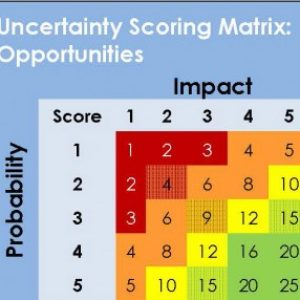 Uncertainty Scoring Matrix:
Opportunities
Impact
Probability
Score 1 2 3 4 5
1 1 2 3 4 5
2 2 4 6 8 10
3 3 6 9 12 15
4 4 8 12 16 20
5 5 10 15 20 25